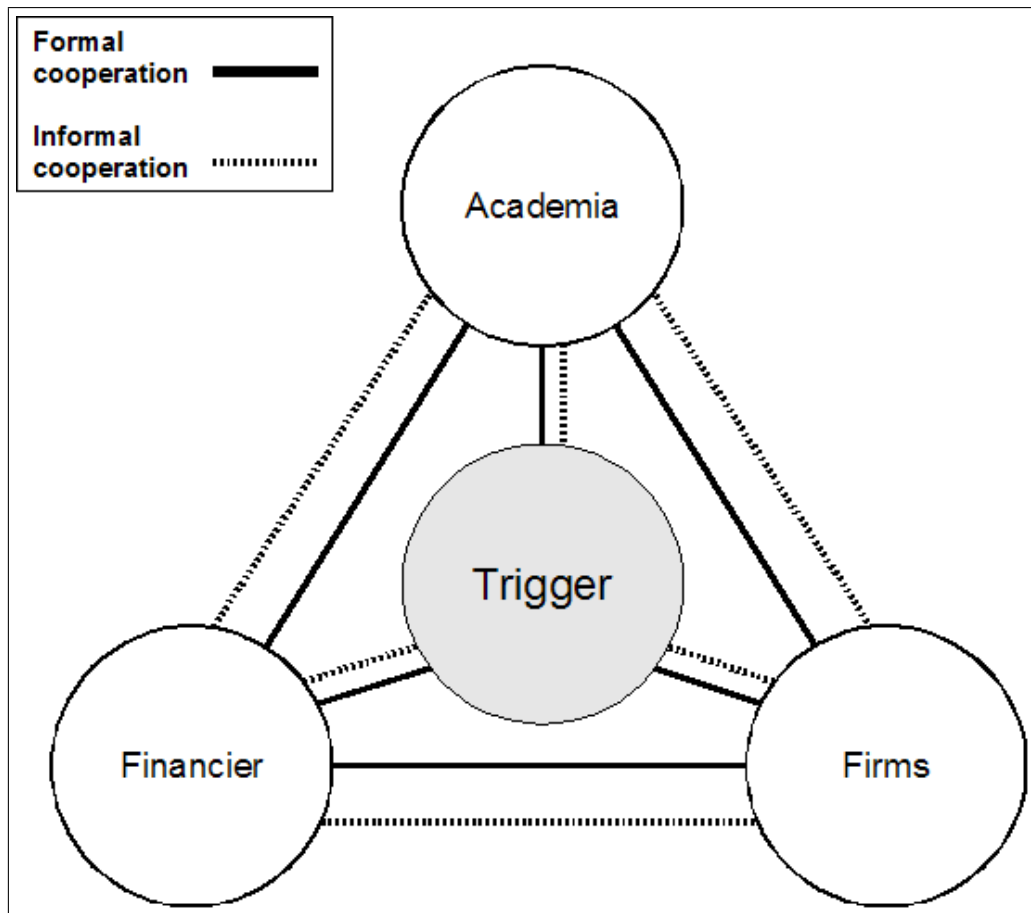 Formal
cooperation
Informal
cooperation
Academia
Trigger
Financier
Firms